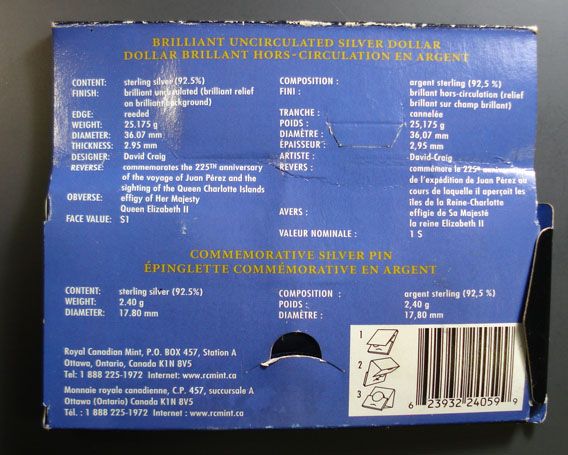 BRILLIANT UNCIRCULATED SILVER DOLLAR
DOLLAR BRILLANT HORS-CIRCULATION EN ARGENT
CONTENT: sterling silver (92.5%)
FINISH: brilliant uncirculated (brilliant relief
on brilliant background)
EDGE: reeded
WEIGHT: 25.175 g
DIAMETER: 36.07 mm
THICKNESS: 2.95 mm
DESIGNER: David Craig
REVERSE: commemorates the 225TH anniversary
of the voyage of Juan Pérez and the
sighting of the Queen Charlotte Islands
OBVERSE: effigy of Her Majesty
Queen Elizabeth II
FACE VALUE: $1
COMPOSITION : argent sterling (92,5 %)
FINI : brillant hors-circulation (relief
brillant sur champ brillant)
TRANCHE : cannelée
POIDS : 25,175 g
DIAMÈTRE : 36,07 mm
ÉPAISSEUR : 2,95 mm
ARTISTE : David Craig
REVERS : commémore le 225e anniversaire
de l'expédition de Juan Pérez au
cours de laquelle il aperçoit les
îles de la Reine-Charlotte
AVERS : effigie de Sa Majesté
la reine Elizabeth II
VALEUR NOMINALE : 1 $
COMMEMORATIVE SILVER PIN
ÉPINGLETTE COMMÉMORATIVE EN ARGENT
CONTENT: sterling silver (92.5%)
WEIGHT: 2.40 g
DIAMETER: 17.80 mm
COMPOSITION : argent sterling (92,5 %)
POIDS : 2,40 g
DIAMÈTRE : 17,80 mm
Royal Canadian Mint, P.O. BOX 457, Station A
Ottawa, Ontario, Canada K1N 8V5
Tel: 1 888 225-1972 Internet: www.rcmint.ca
Monnaie royale canadienne, C.P. 457, succursale A
Ottawa (Ontario) Canada K1N 8V5
Tél. : 1 888 225-1972 Internet : www.rcmint.ca
1
2
3
6 23932 24059 9